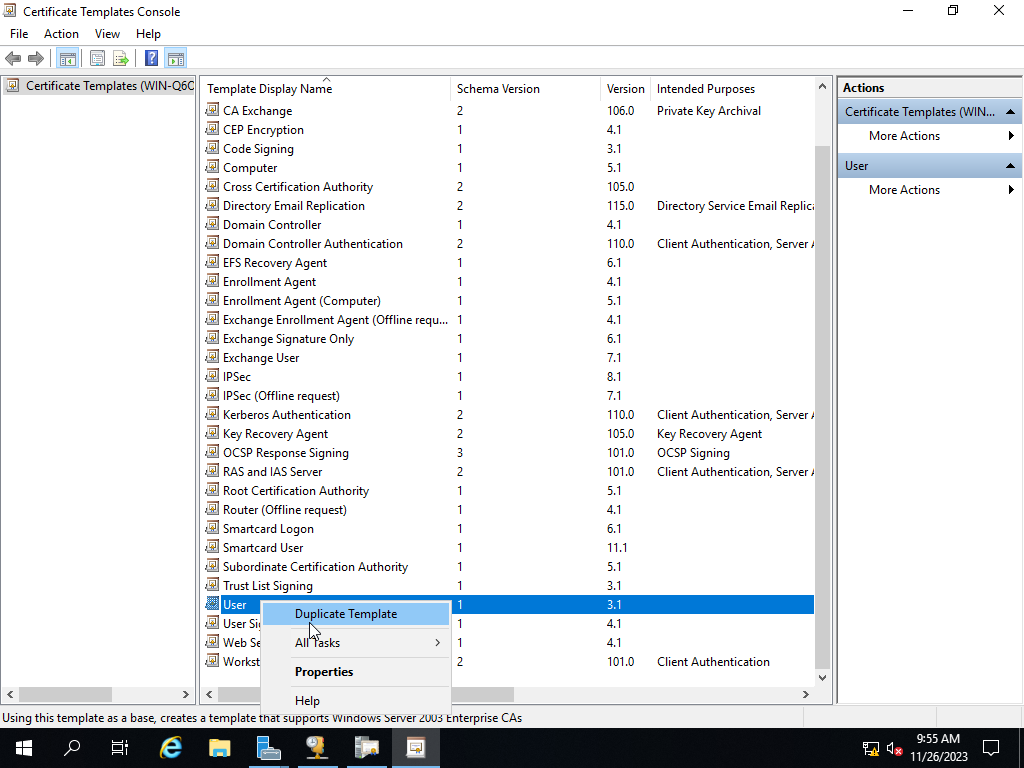 Certificate Templates Console
File Action View Help
Certificate Templates (WIN-Q6C
Template Display Name Schema Version Version Intended Purposes
CA Exchange 2 106.0 Private Key Archival
CEP Encryption 1 4.1
Code Signing 1 3.1
Computer 1 5.1
Cross Certification Authority 2 105.0
Directory Email Replication 2 115.0 Directory Service Email Replica
Domain Controller 1 4.1
Domain Controller Authentication 2 110.0 Client Authentication, Server A
EFS Recovery Agent 1 6.1
Enrollment Agent 1 4.1
Enrollment Agent (Computer) 1 5.1
Exchange Enrollment Agent (Offline requ... 1 4.1
Exchange Signature Only 1 6.1
Exchange User 1 7.1
IPSec 1 8.1
IPSec (Offline request) 1 7.1
Kerberos Authentication 2 110.0 Client Authentication, Server A
Key Recovery Agent 2 105.0 Key Recovery Agent
OCSP Response Signing 3 101.0 OCSP Signing
RAS and IAS Server 2 101.0 Client Authentication, Server A
Root Certification Authority 1 5.1
Router (Offline request) 1 4.1
Smartcard Logon 1 6.1
Smartcard User 1 11.1
Subordinate Certification Authority 1 5.1
Trust List Signing 1 3.1
User 1 3.1
User Si 1 4.1
Web Se 1 4.1
Workst 2 101.0 Client Authentication
Duplicate Template
All Tasks
Properties
Help
Actions
Certificate Templates (WIN...
More Actions
User
More Actions
Using this template as a base, creates a template that supports Windows Server 2003 Enterprise CAs
9:55 AM
11/26/2023